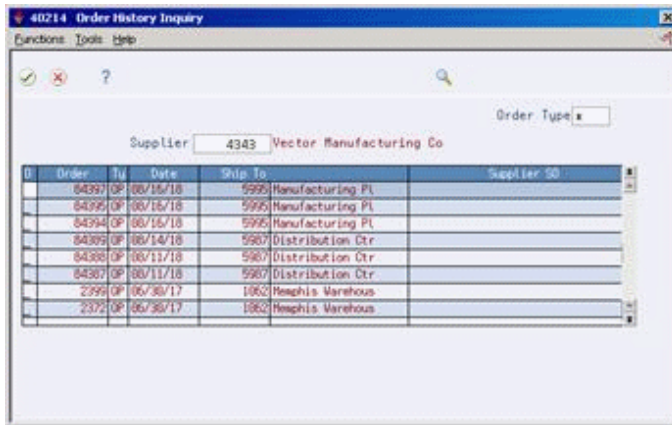 40214 Order History Inquiry
Functions Tools Help
?
Order Type *
Supplier 4343 Vector Manufacturing Co
O Order Ty Date Ship To Supplier SO
84397 OP 08/16/18 5995 Manufacturing Pl
84395 OP 08/16/18 5995 Manufacturing Pl
84394 OP 08/16/18 5995 Manufacturing Pl
84389 OP 08/14/18 5987 Distribution Ctr
84388 OP 08/11/18 5987 Distribution Ctr
84387 OP 08/11/18 5987 Distribution Ctr
2399 OP 06/30/17 1062 Memphis Warehous
2372 OP 06/30/17 1062 Memphis Warehous